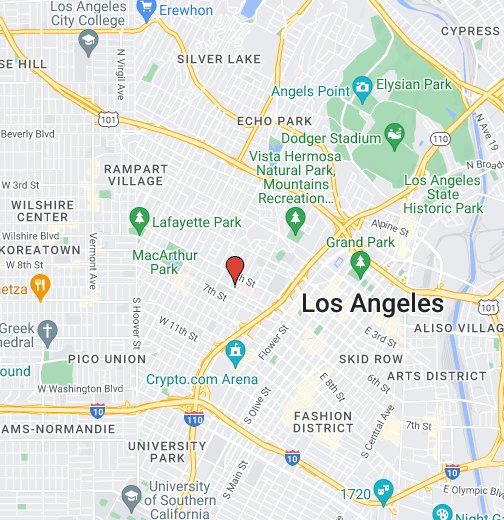 Los Angeles
City College
Erewhon
CYPRESS
N Virgil Ave
SE HILL
SILVER LAKE
Elysian Park
Angels Point
101
ECHO PARK
N Ave 19
Beverly Blvd
Dodger Stadium
110
RAMPART
VILLAGE
Vista Hermosa
Natural Park,
Mountains
Recreation...
N Broadw
W 3rd St
Los Angeles
State
Historic Park
WILSHIRE
CENTER
Lafayette Park
Alpine St
Wilshire Blvd
KOREATOWN
Vermont Ave
S Hoover St
W 8th St
MacArthur
Park
Grand Park
etza
7th St
h St
101
Los Angeles
Greek
hedral
W 11th St
Flower St
E 3rd St
ALISO VILLAG
PICO UNION
SKID ROW
ound
Crypto.com Arena
E 8th St
6th St
ARTS DISTRICT
W Washington Blvd
10
S Olive St
110
FASHION
DISTRICT
S Central Ave
7th St
AMS-NORMANDIE
UNIVERSITY
PARK
10
S Main St
10
E Olympic Blvd
University
of Southern
California
1720
Night Ga